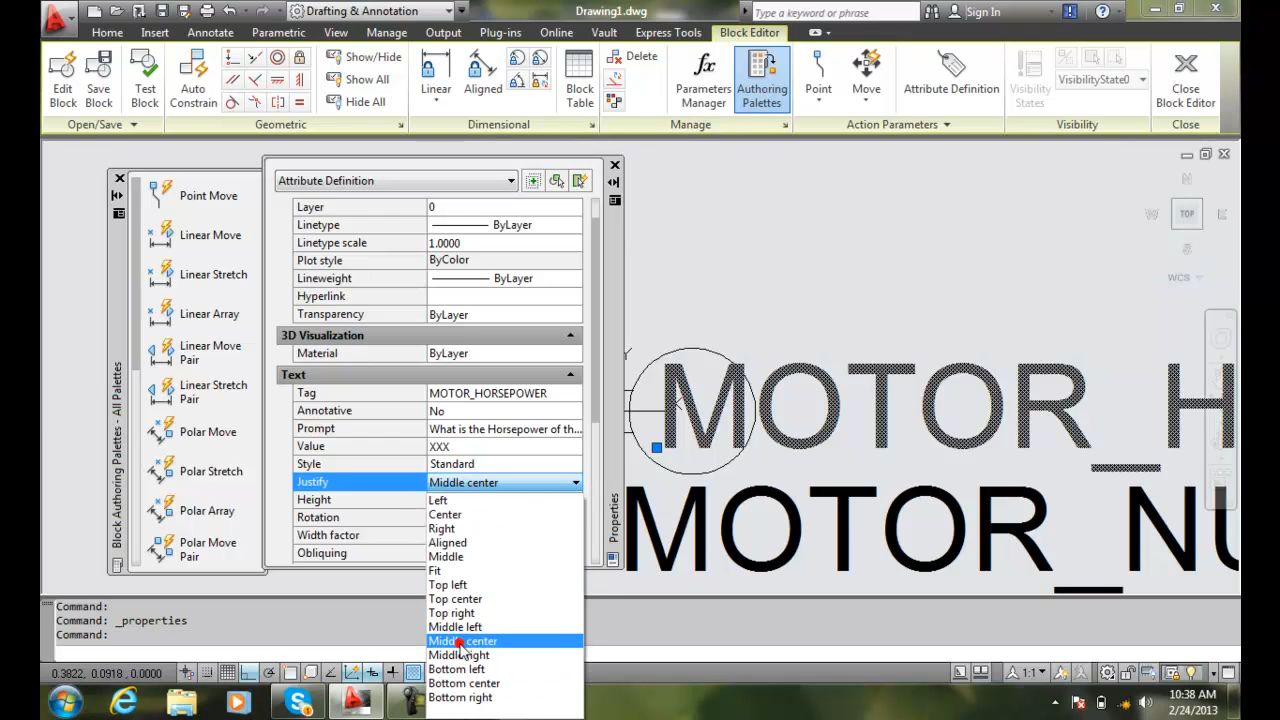 Drafting & Annotation
Drawing1.dwg
Type a keyword or phrase
Sign In
Home Insert Annotate Parametric View Manage Output Plug-ins Online Vault Express Tools Block Editor
Edit Block
Save Block
Test Block
Auto Constrain
Show/Hide
Show All
Hide All
Linear
Aligned
Delete
Block Table
Parameters Manager
Authoring Palettes
Point
Move
Attribute Definition
Visibility States
VisibilityState0
Close Block Editor
Open/Save
Geometric
Dimensional
Manage
Action Parameters
Visibility
Close
Block Authoring Palettes - All Palettes
Point Move
Linear Move
Linear Stretch
Linear Array
Linear Move Pair
Linear Stretch Pair
Polar Move
Polar Stretch
Polar Array
Polar Move Pair
Attribute Definition
Layer 0
Linetype ByLayer
Linetype scale 1.0000
Plot style ByColor
Lineweight ByLayer
Hyperlink
Transparency ByLayer
3D Visualization
Material ByLayer
Text
Tag MOTOR_HORSEPOWER
Annotative No
Prompt What is the Horsepower of th...
Value XXX
Style Standard
Justify Middle center
Height
Rotation
Width factor
Obliquing
Left
Center
Right
Aligned
Middle
Fit
Top left
Top center
Top right
Middle left
Middle center
Middle right
Bottom left
Bottom center
Bottom right
Properties
N
W TOP E
S
WCS
Y
X
MOTOR_H
MOTOR_NU
Command:
Command: _properties
Command:
0.3822, 0.0918, 0.0000
1:1
10:38 AM
2/24/2013